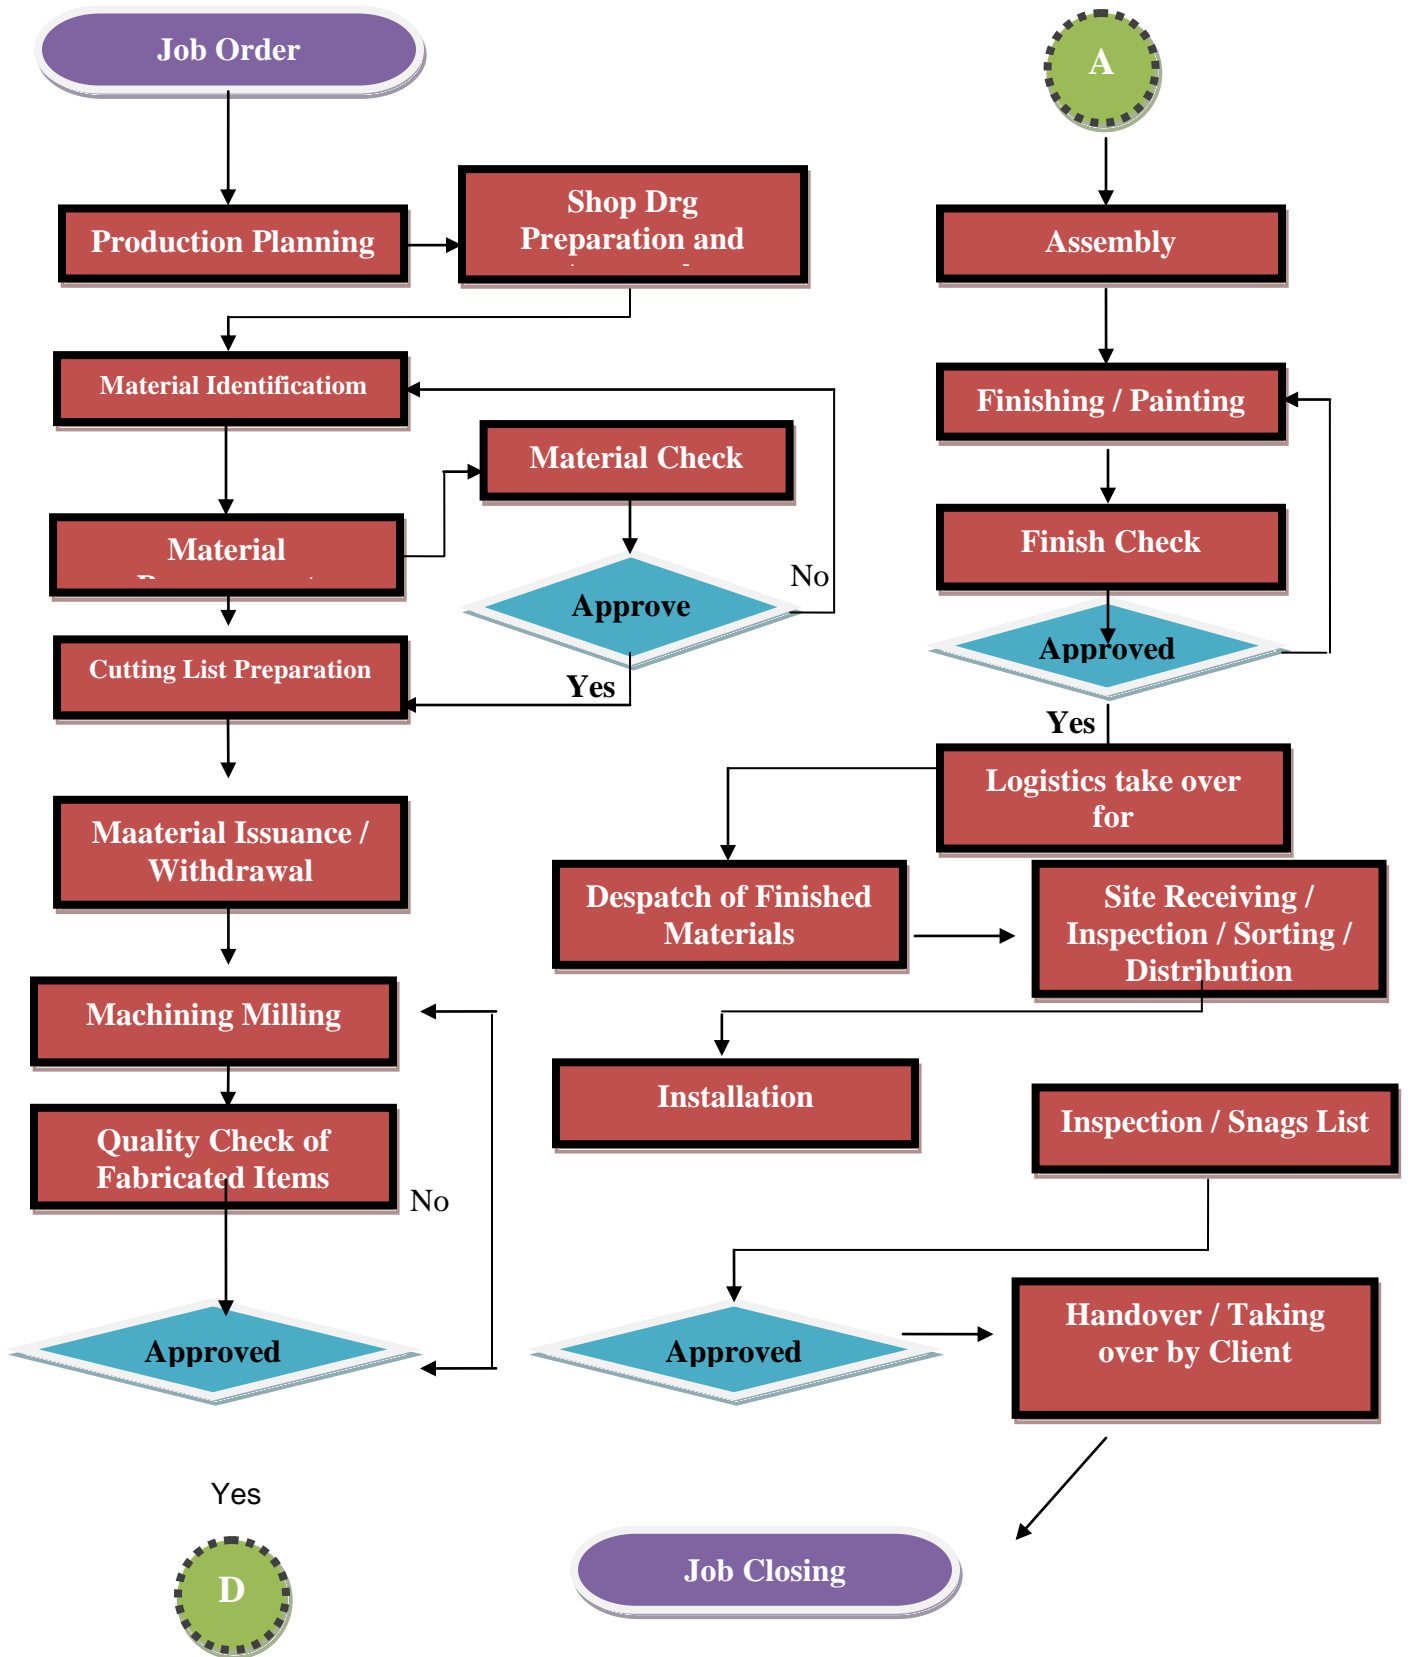 Job Order
Production Planning
Shop Drg
Preparation and
Material Identificatiom
Material Check
Material
No
Approve
Cutting List Preparation
Yes
Maaterial Issuance /
Withdrawal
Machining Milling
Quality Check of
Fabricated Items
No
Approved
Yes
D
A
Assembly
Finishing / Painting
Finish Check
Approved
Yes
Logistics take over
for
Despatch of Finished
Materials
Site Receiving /
Inspection / Sorting /
Distribution
Installation
Inspection / Snags List
Approved
Handover / Taking
over by Client
Job Closing